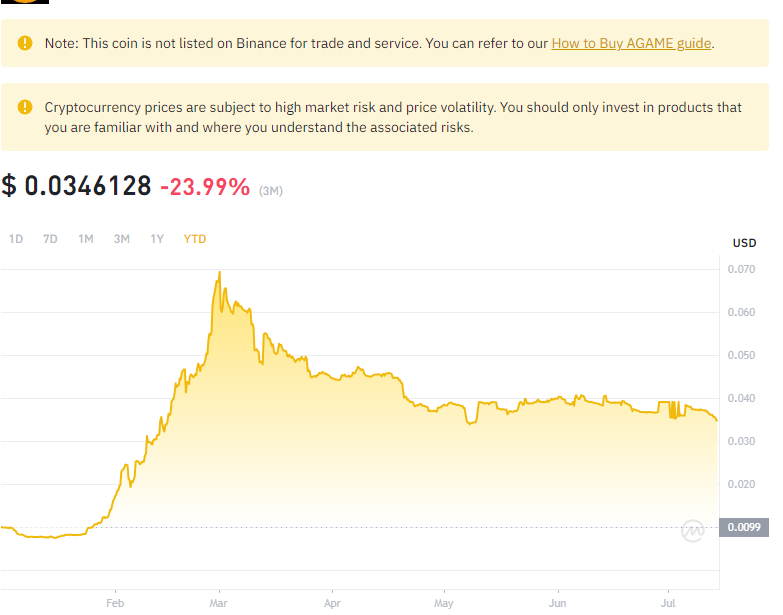 Note: This coin is not listed on Binance for trade and service. You can refer to our How to Buy AGAME guide.
Cryptocurrency prices are subject to high market risk and price volatility. You should only invest in products that
you are familiar with and where you understand the associated risks.
$ 0.0346128 -23.99% (3M)
1D 7D 1M 3M 1Y YTD
USD
0.070
0.060
0.050
0.040
0.030
0.020
0.0099
Feb Mar Apr May Jun Jul